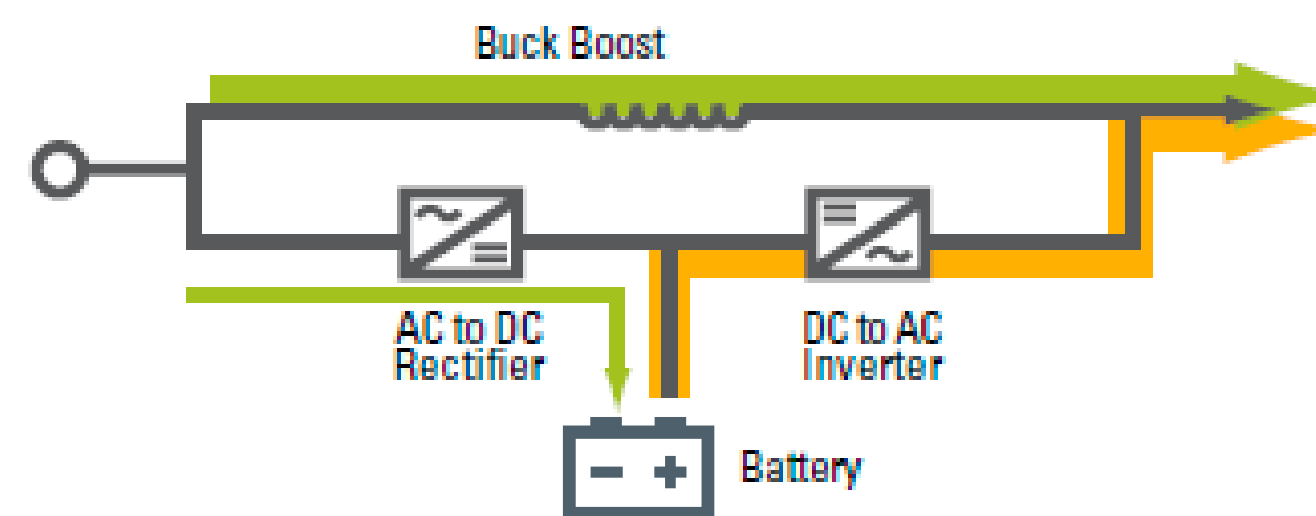 Buck Boost
AC to DC
Rectifier
DC to AC
Inverter
Battery